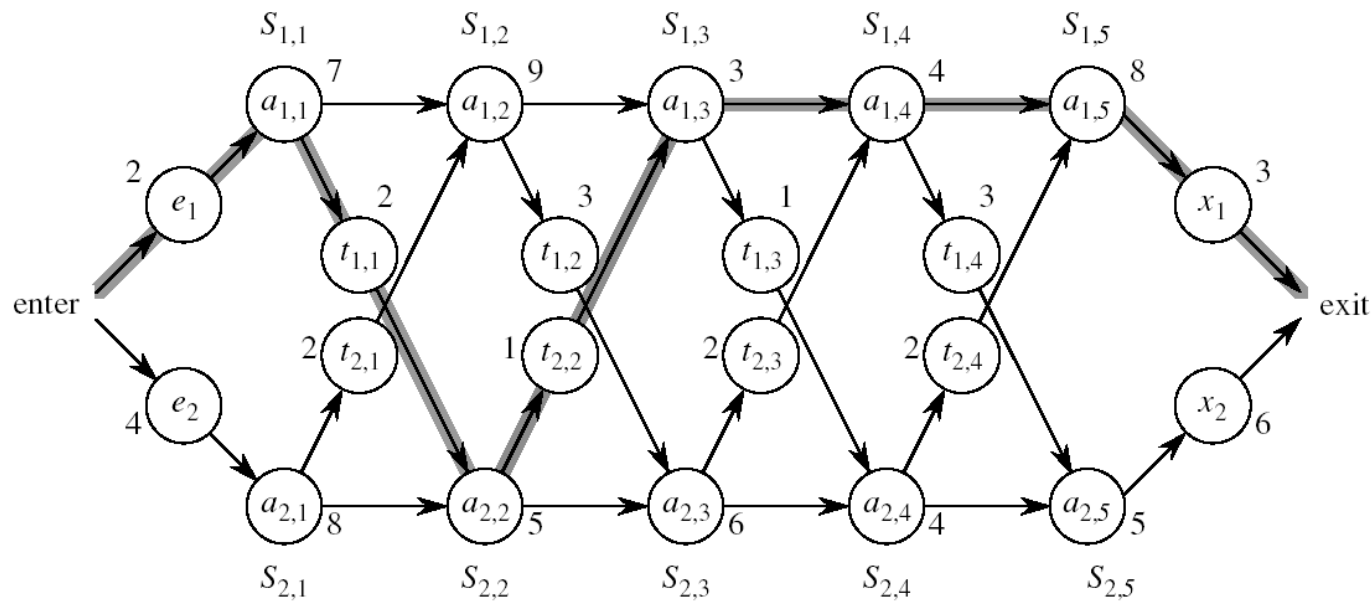 S1,1 S1,2 S1,3 S1,4 S1,5
7 9 3 4 8
a1,1 a1,2 a1,3 a1,4 a1,5
2 e1 x1 3
2 3 1 3
t1,1 t1,2 t1,3 t1,4
enter exit
2 t2,1 1 t2,2 2 t2,3 2 t2,4
4 e2 x2 6
a2,1 a2,2 a2,3 a2,4 a2,5
8 5 6 4 5
S2,1 S2,2 S2,3 S2,4 S2,5